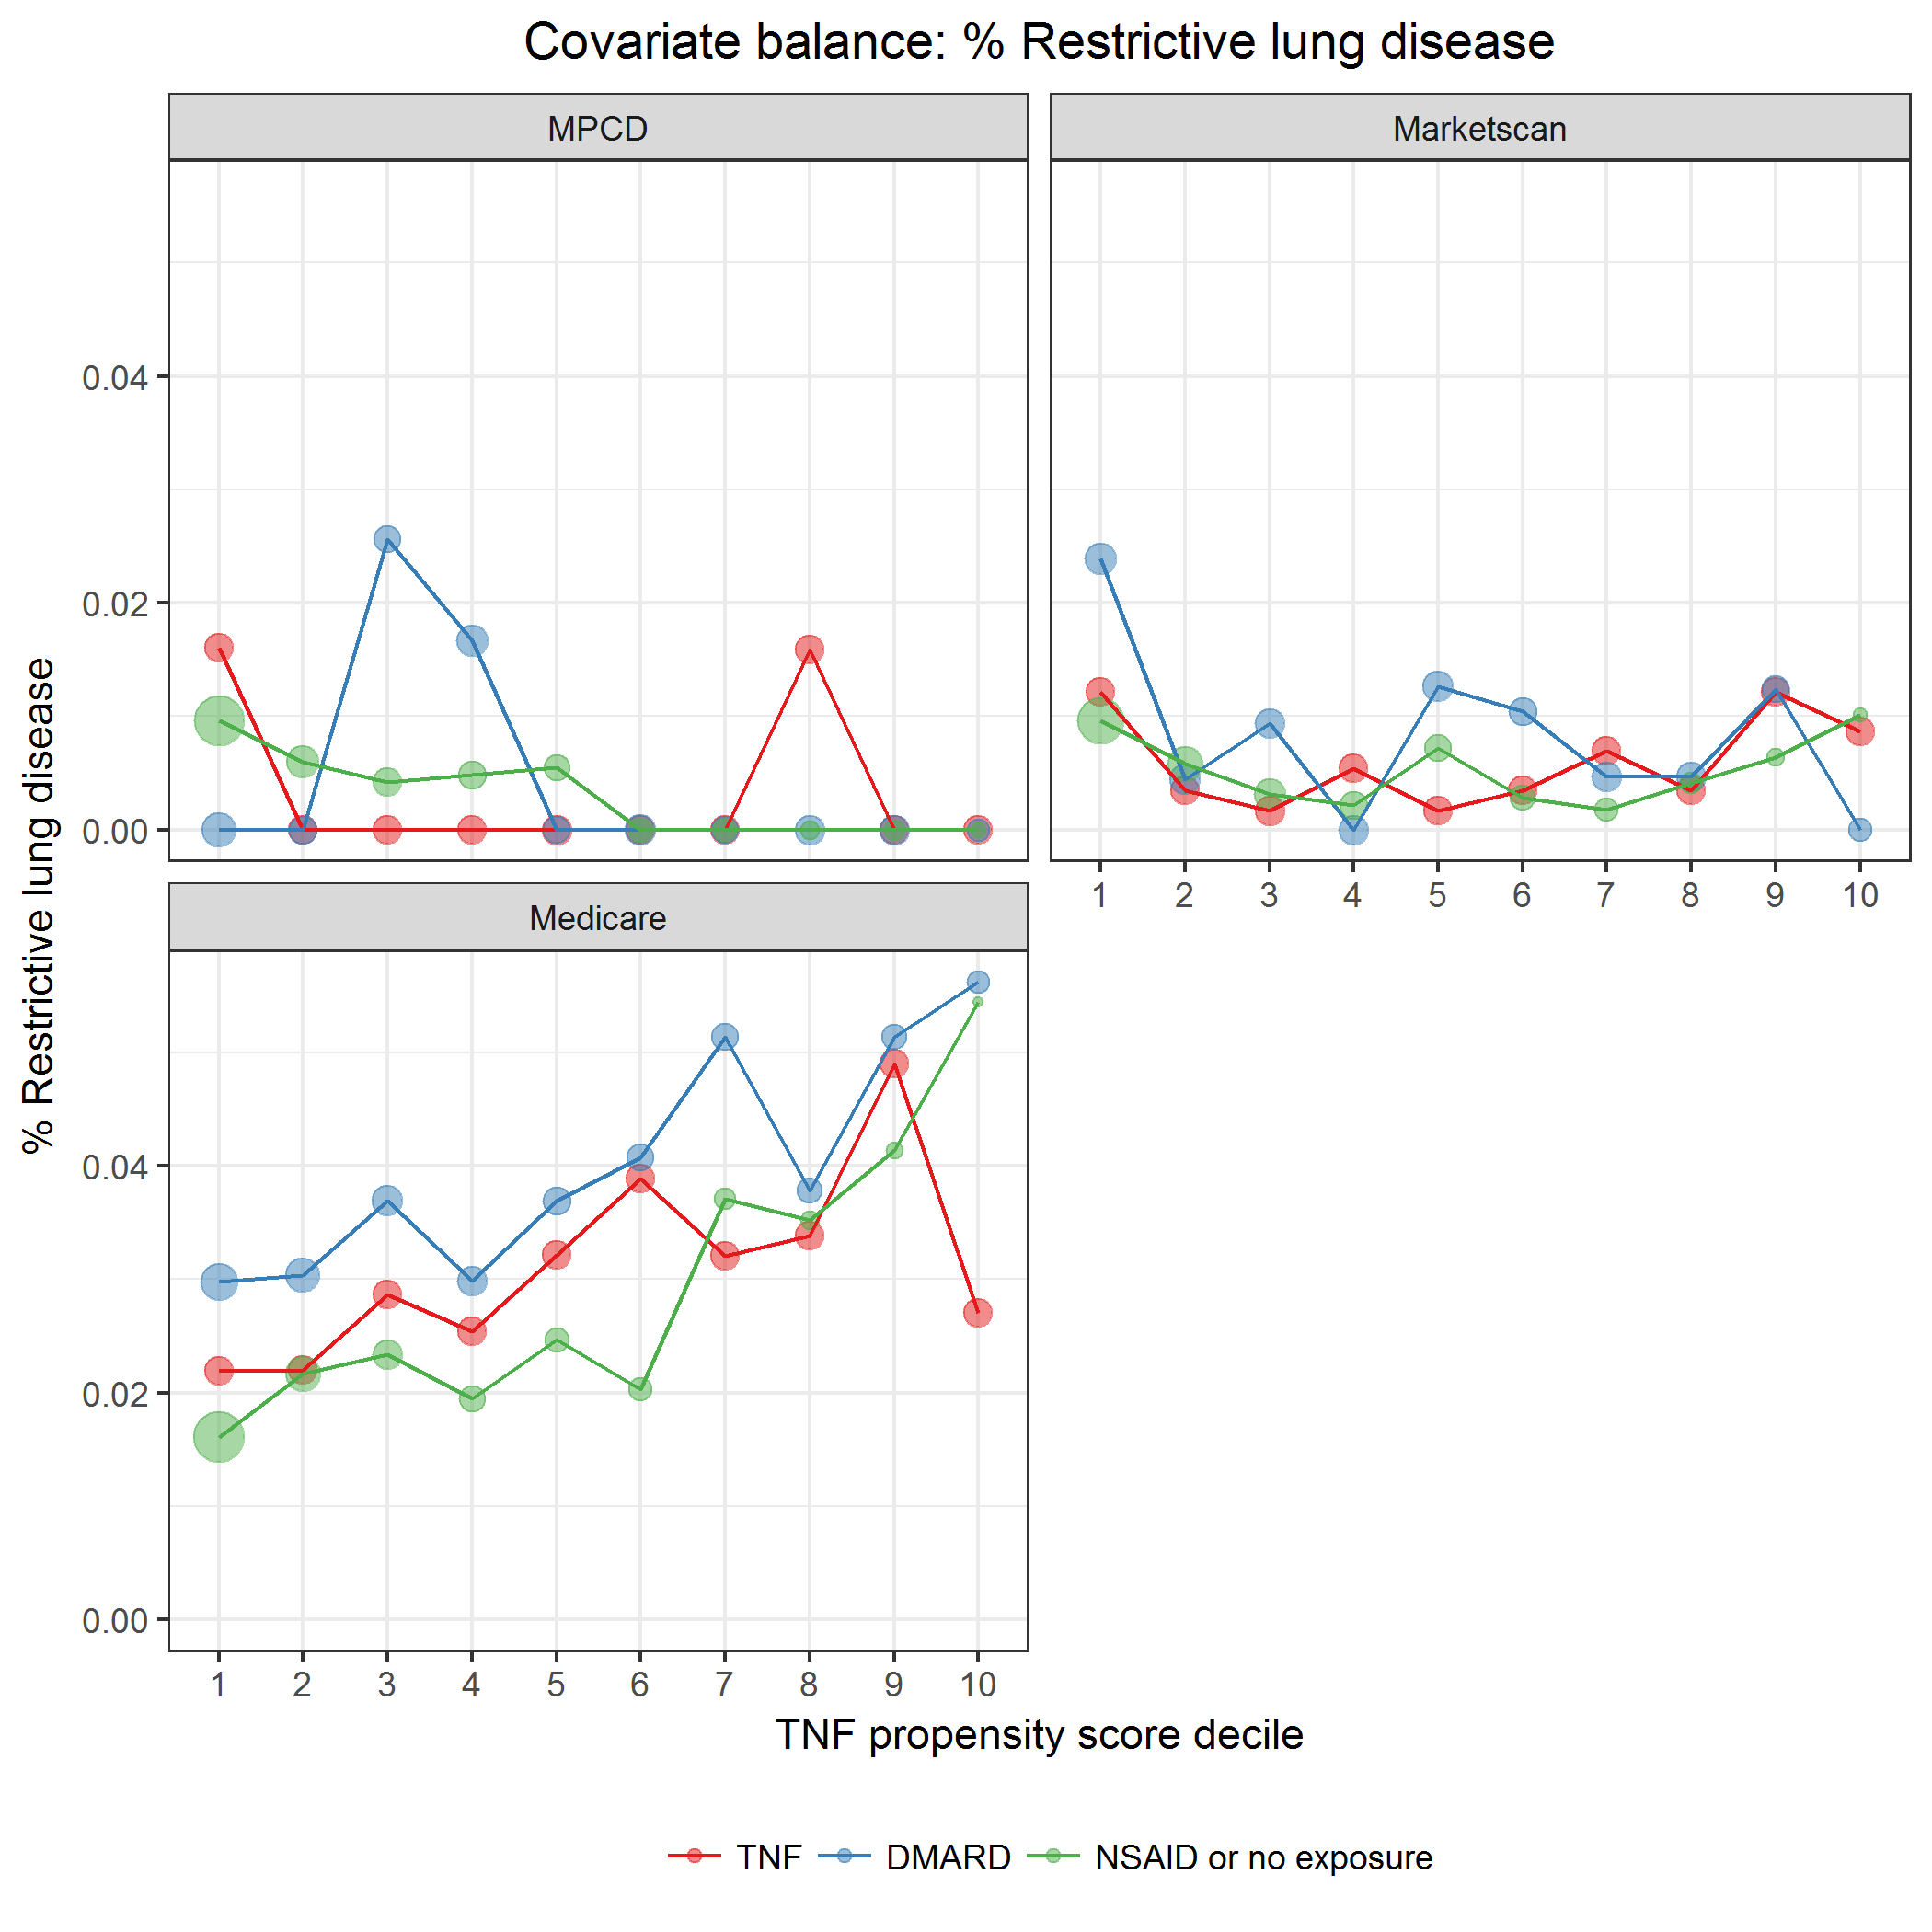 Covariate balance: % Restrictive lung disease
MPCD
Marketscan
% Restrictive lung disease
0.04
0.02
0.00
1 2 3 4 5 6 7 8 9 10
Medicare
0.04
0.02
0.00
1 2 3 4 5 6 7 8 9 10
TNF propensity score decile
TNF DMARD NSAID or no exposure